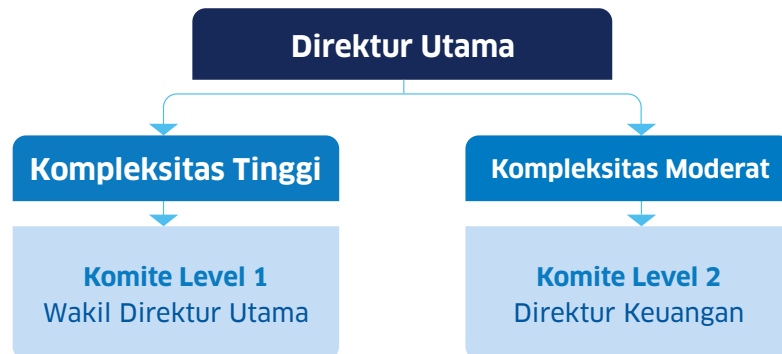 Direktur Utama
Kompleksitas Tinggi
Kompleksitas Moderat
Komite Level 1
Wakil Direktur Utama
Komite Level 2
Direktur Keuangan